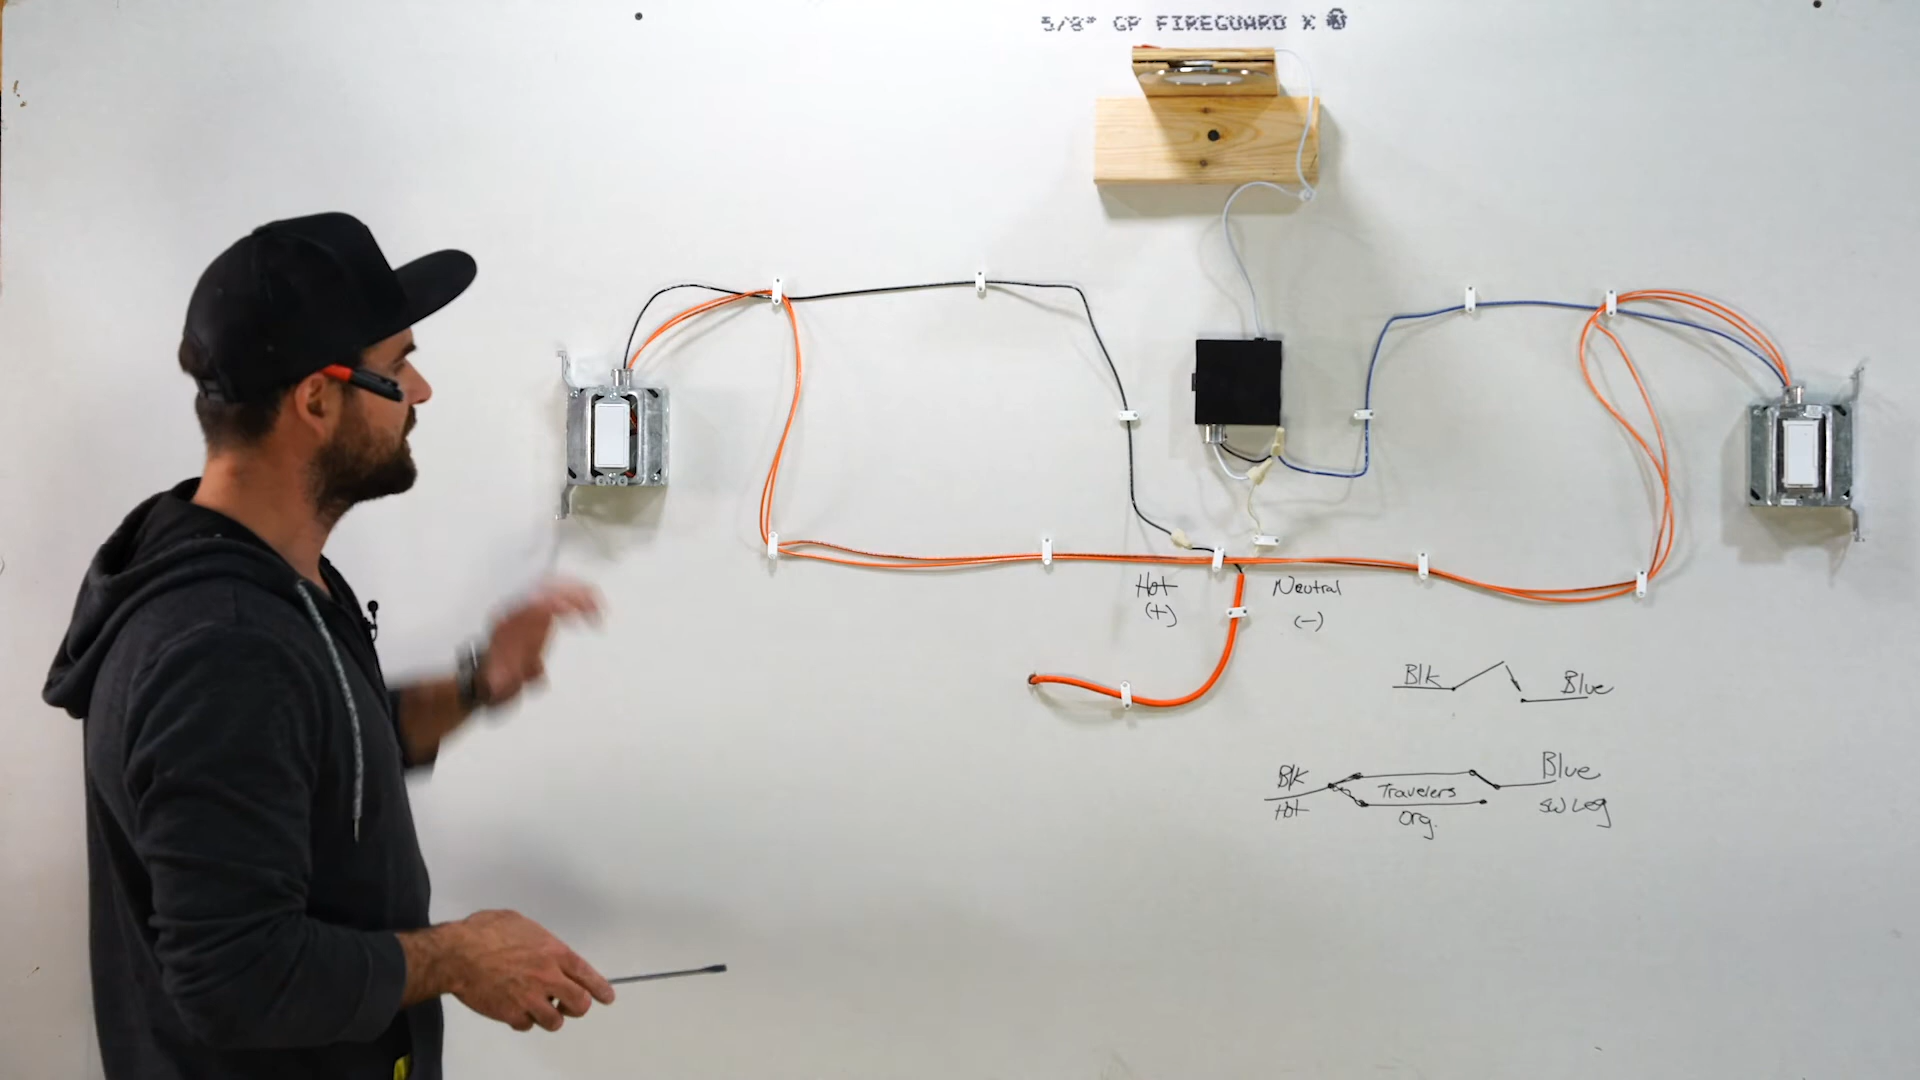 5/8" GP FIREGUARD X
Hot
(+)
Neutral
(-)
Blk
Blue
Blk
Hot
Travelers
Org.
Blue
SW Leg